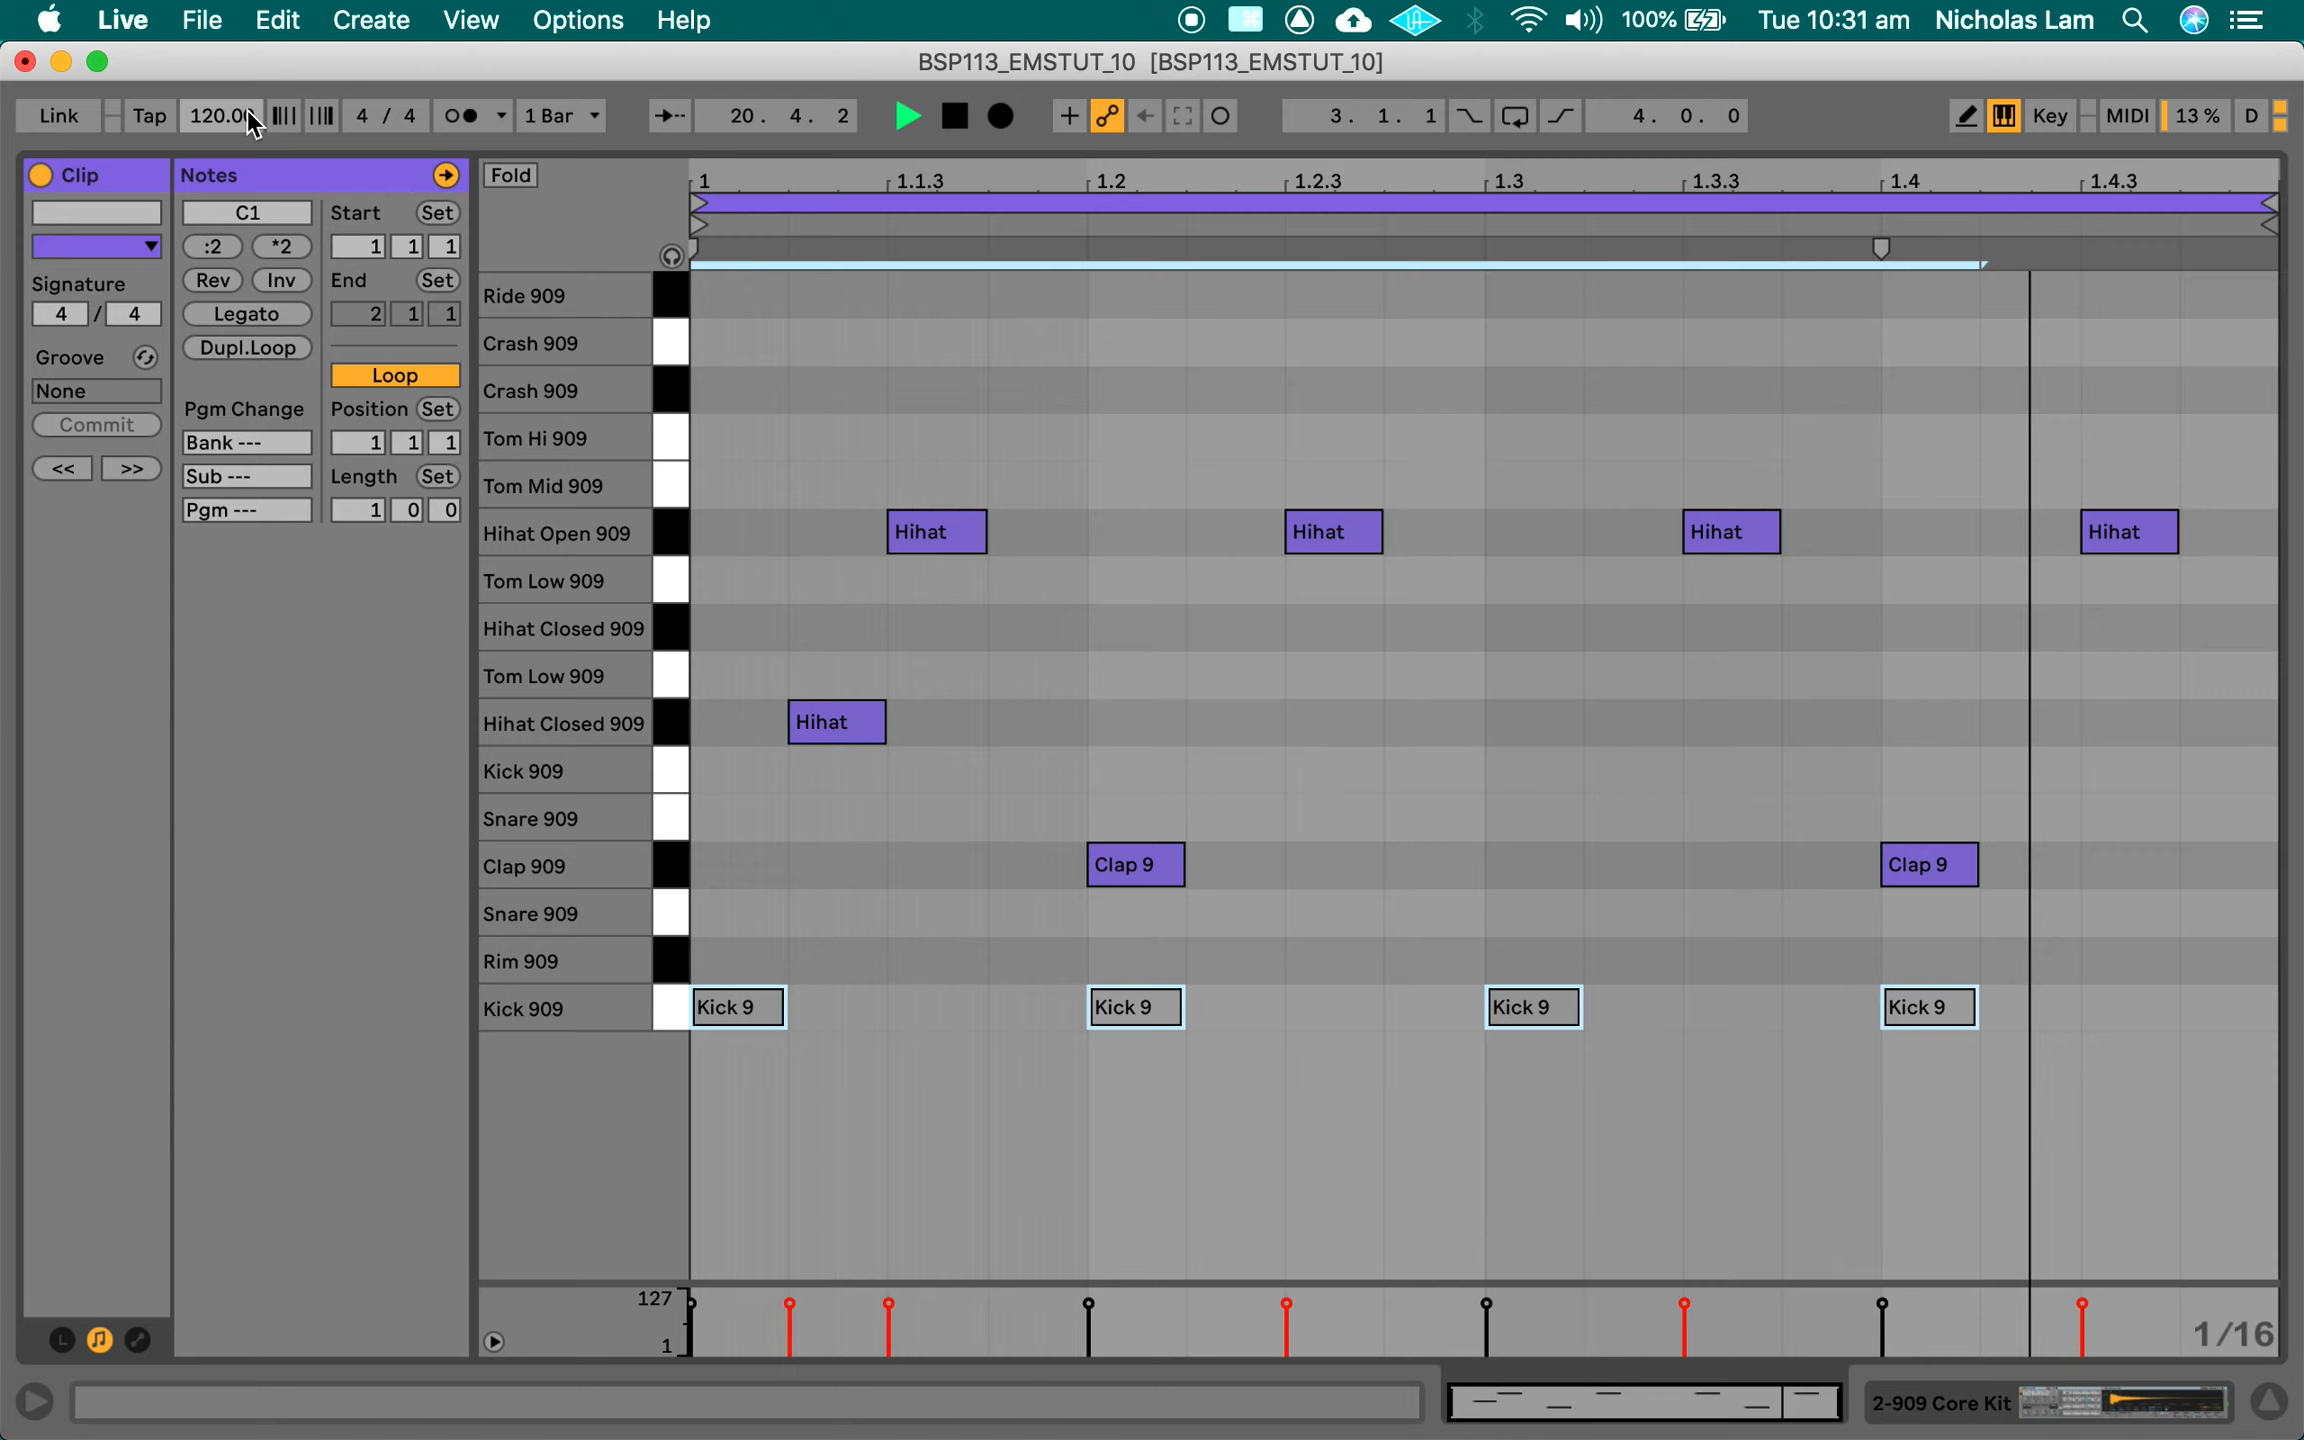 Live File Edit Create View Options Help 100% Tue 10:31 am Nicholas Lam
BSP113_EMSTUT_10 [BSP113_EMSTUT_10]
Link Tap 120.00 4 / 4 1 Bar 20. 4. 2 3. 1. 1 4. 0. 0 Key MIDI 13 % D
Clip Notes Fold 1 1.1.3 1.2 1.2.3 1.3 1.3.3 1.4 1.4.3
C1 Start Set
:2 *2 1 1 1
Signature Rev Inv End Set
4 / 4 Legato 2 1 1
Dupl.Loop
Groove
Loop
None
Pgm Change Position Set
Commit
Bank --- 1 1 1
<< >> Sub --- Length Set
Pgm --- 1 0 0
Ride 909
Crash 909
Crash 909
Tom Hi 909
Tom Mid 909
Hihat Open 909 Hihat Hihat Hihat Hihat
Tom Low 909
Hihat Closed 909
Tom Low 909
Hihat Closed 909 Hihat
Kick 909
Snare 909
Clap 909 Clap 9 Clap 9
Snare 909
Rim 909
Kick 909 Kick 9 Kick 9 Kick 9 Kick 9
127
1
1/16
L
2-909 Core Kit